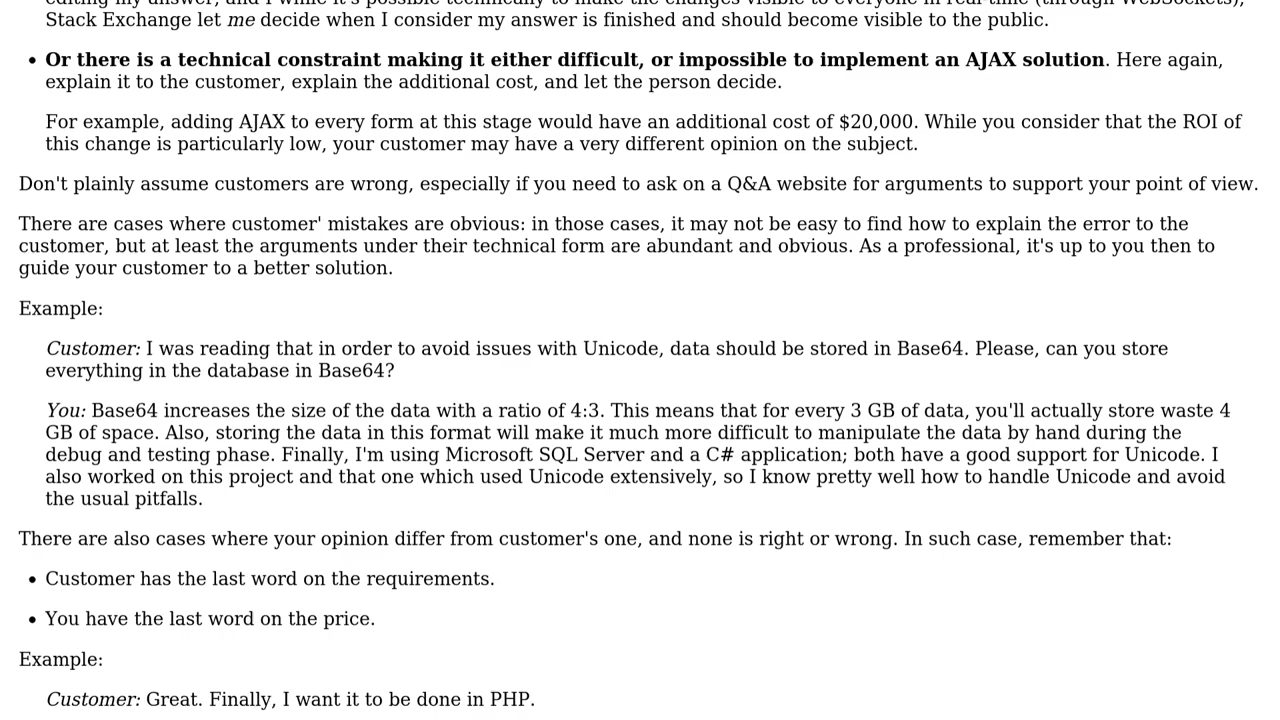 Stack Exchange let me decide when I consider my answer is finished and should become visible to the public.
• Or there is a technical constraint making it either difficult, or impossible to implement an AJAX solution. Here again,
explain it to the customer, explain the additional cost, and let the person decide.
For example, adding AJAX to every form at this stage would have an additional cost of $20,000. While you consider that the ROI of
this change is particularly low, your customer may have a very different opinion on the subject.
Don't plainly assume customers are wrong, especially if you need to ask on a Q&A website for arguments to support your point of view.
There are cases where customer' mistakes are obvious: in those cases, it may not be easy to find how to explain the error to the
customer, but at least the arguments under their technical form are abundant and obvious. As a professional, it's up to you then to
guide your customer to a better solution.
Example:
Customer: I was reading that in order to avoid issues with Unicode, data should be stored in Base64. Please, can you store
everything in the database in Base64?
You: Base64 increases the size of the data with a ratio of 4:3. This means that for every 3 GB of data, you'll actually store waste 4
GB of space. Also, storing the data in this format will make it much more difficult to manipulate the data by hand during the
debug and testing phase. Finally, I'm using Microsoft SQL Server and a C# application; both have a good support for Unicode. I
also worked on this project and that one which used Unicode extensively, so I know pretty well how to handle Unicode and avoid
the usual pitfalls.
There are also cases where your opinion differ from customer's one, and none is right or wrong. In such case, remember that:
• Customer has the last word on the requirements.
• You have the last word on the price.
Example:
Customer: Great. Finally, I want it to be done in PHP.